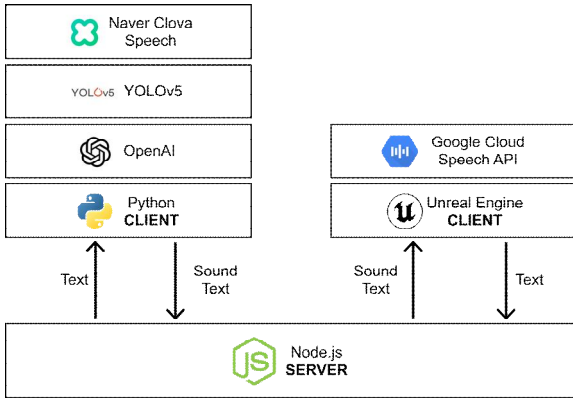 Naver Clova
Speech
YOLOv5 YOLOv5
OpenAI
Python
CLIENT
Google Cloud
Speech API
Unreal Engine
CLIENT
Text
Sound
Text
Sound
Text
Text
JS
Node.js
SERVER